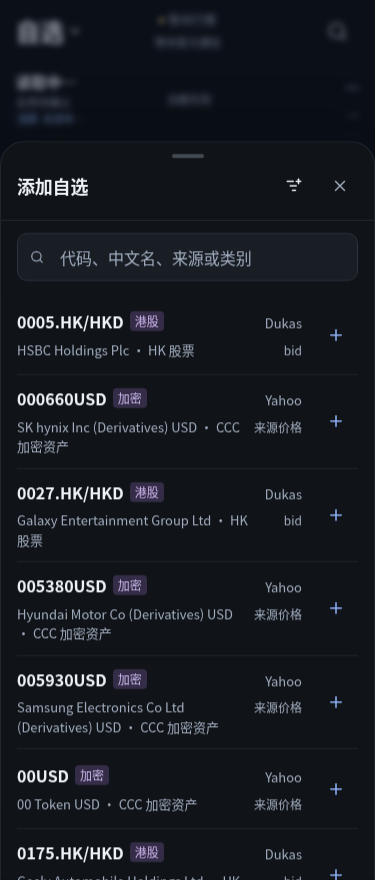 自选
添加自选
代码、中文名、来源或类别
0005.HK/HKD 港股 Dukas
HSBC Holdings Plc · HK 股票 bid
000660USD 加密 Yahoo
SK hynix Inc (Derivatives) USD · CCC 来源价格
加密资产
0027.HK/HKD 港股 Dukas
Galaxy Entertainment Group Ltd · HK bid
股票
005380USD 加密 Yahoo
Hyundai Motor Co (Derivatives) USD 来源价格
· CCC 加密资产
005930USD 加密 Yahoo
Samsung Electronics Co Ltd 来源价格
(Derivatives) USD · CCC 加密资产
00USD 加密 Yahoo
00 Token USD · CCC 加密资产 来源价格
0175.HK/HKD 港股 Dukas